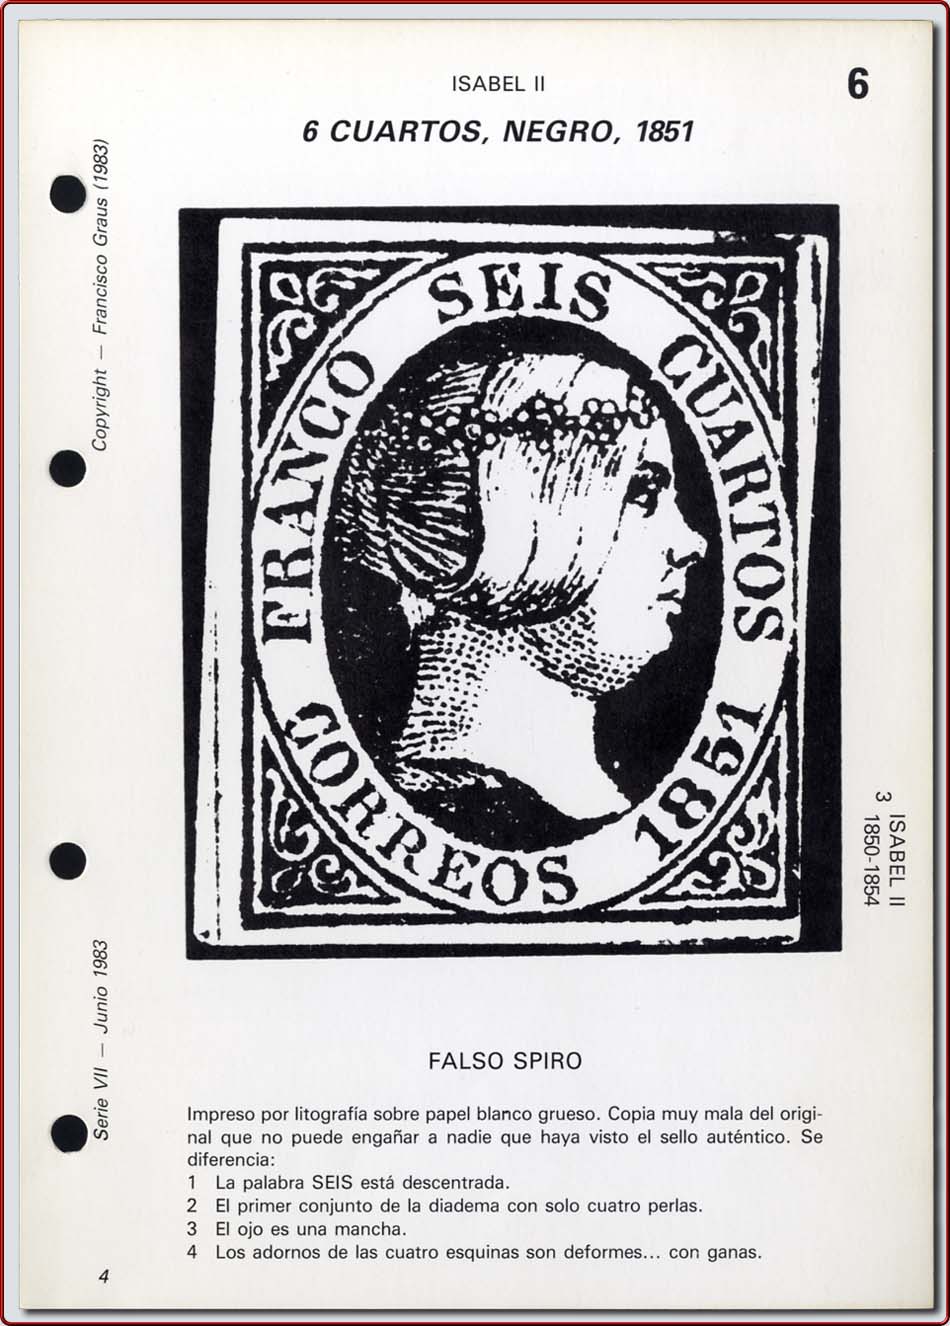 ISABEL II
6
6 CUARTOS, NEGRO, 1851
Copyright — Francisco Graus (1983)
SEIS
CUARTOS
FRANCO
CORREOS
1851
3 ISABEL II
1850-1854
Serie VII — Junio 1983
FALSO SPIRO
Impreso por litografía sobre papel blanco grueso. Copia muy mala del origi-
nal que no puede engañar a nadie que haya visto el sello auténtico. Se
diferencia:
1 La palabra SEIS está descentrada.
2 El primer conjunto de la diadema con solo cuatro perlas.
3 El ojo es una mancha.
4 Los adornos de las cuatro esquinas son deformes... con ganas.
4